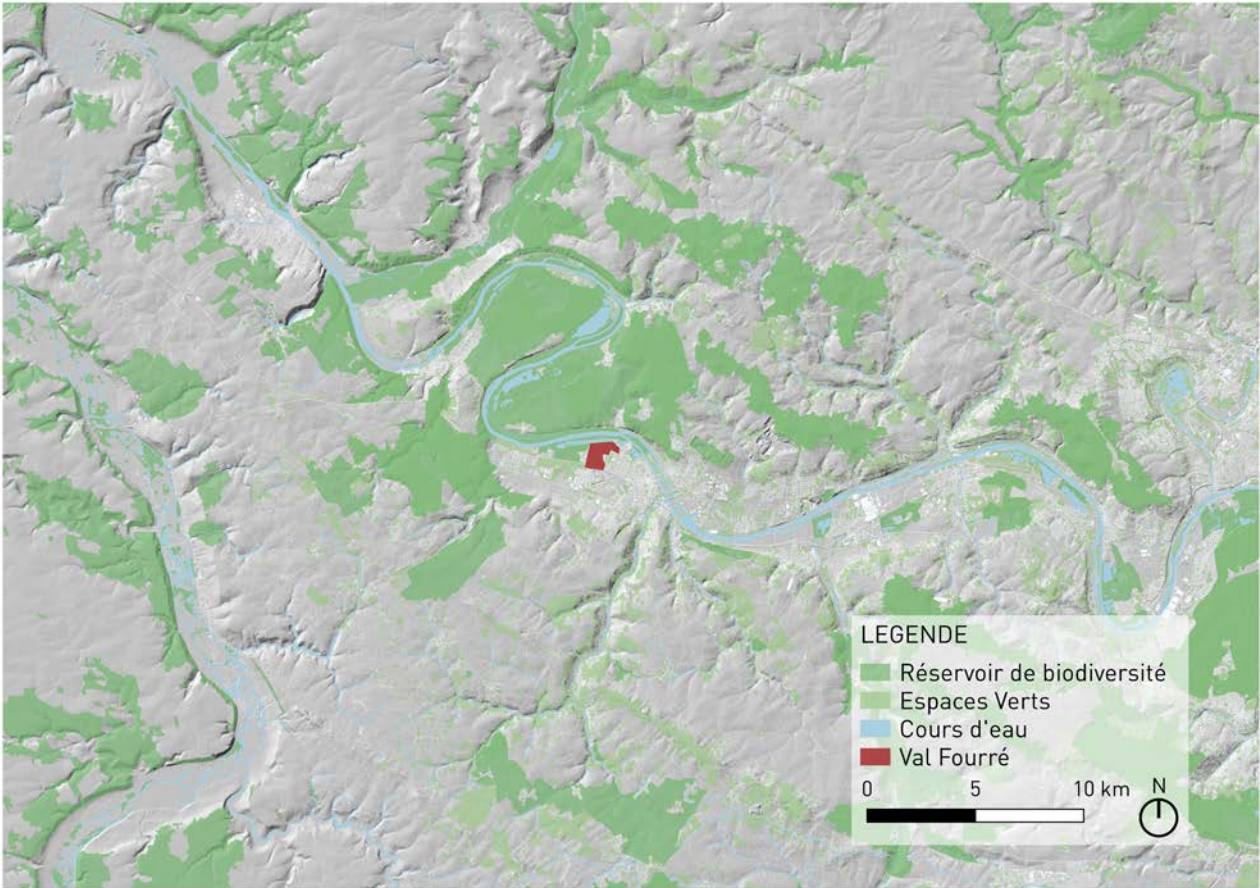 LEGENDE
Réservoir de biodiversité
Espaces Verts
Cours d'eau
Val Fourré
0 5 10 km N